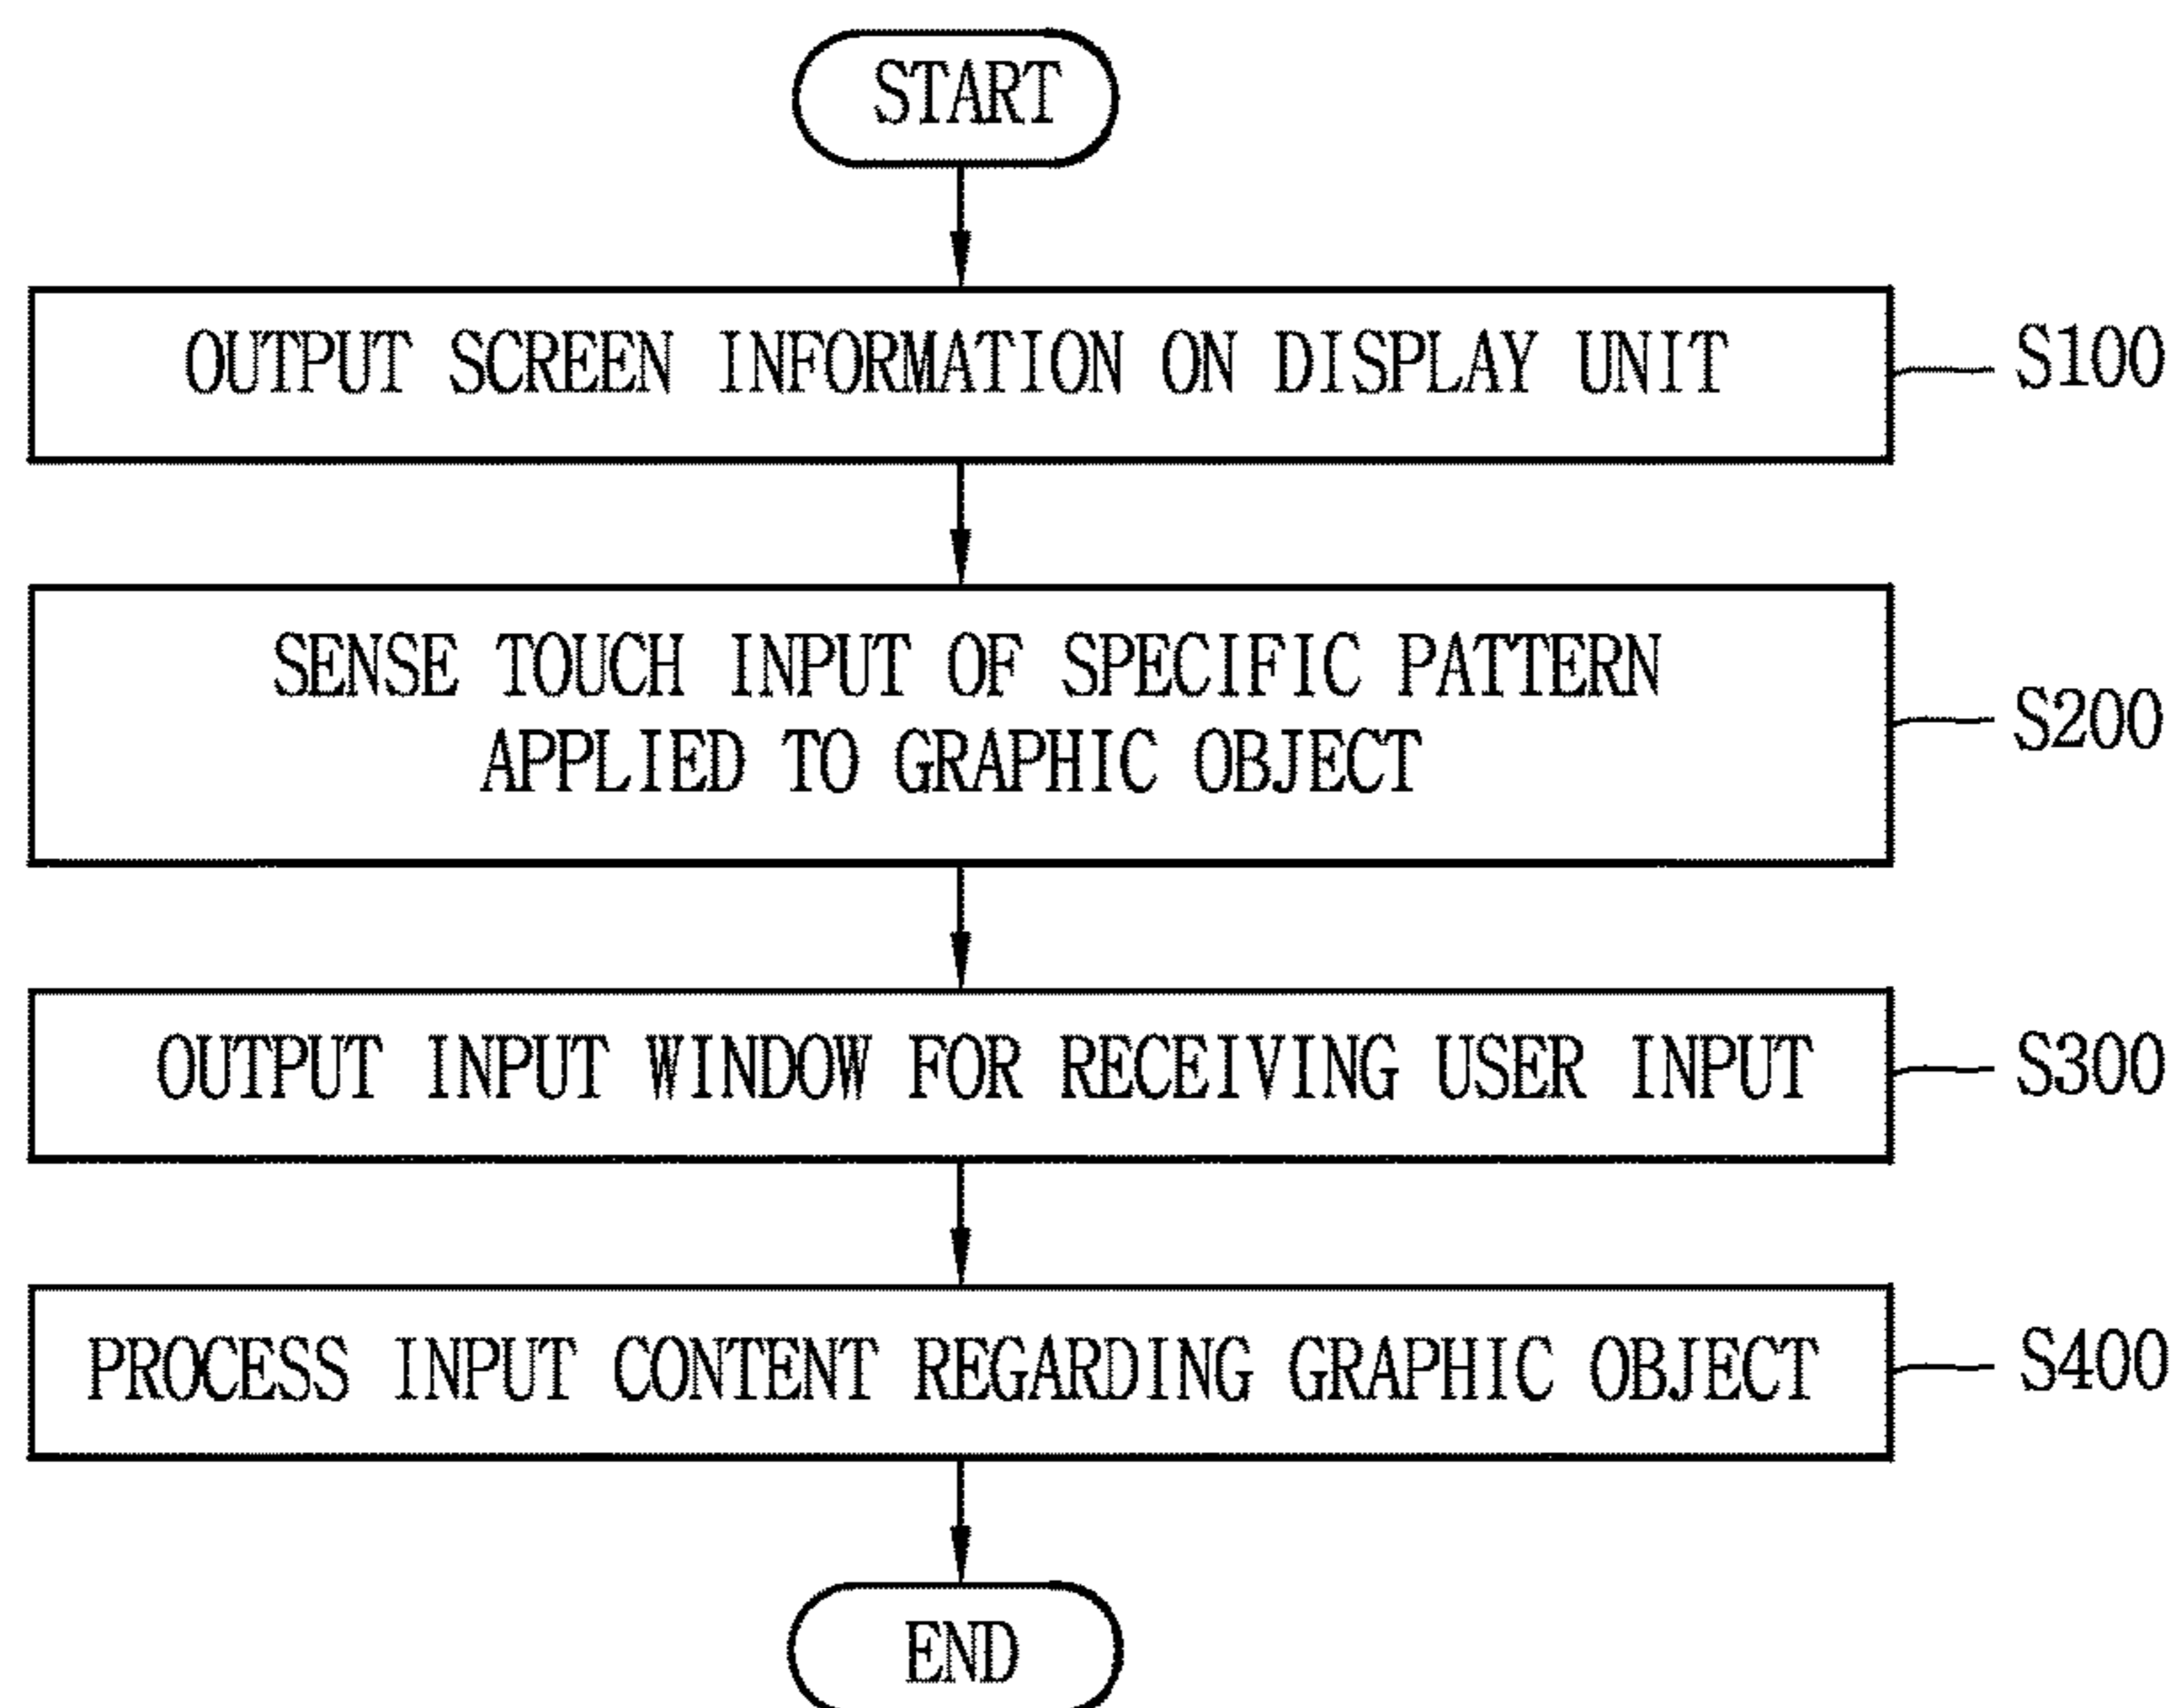 START
OUTPUT SCREEN INFORMATION ON DISPLAY UNIT
S100
SENSE TOUCH INPUT OF SPECIFIC PATTERN
APPLIED TO GRAPHIC OBJECT
S200
OUTPUT INPUT WINDOW FOR RECEIVING USER INPUT
S300
PROCESS INPUT CONTENT REGARDING GRAPHIC OBJECT
S400
END